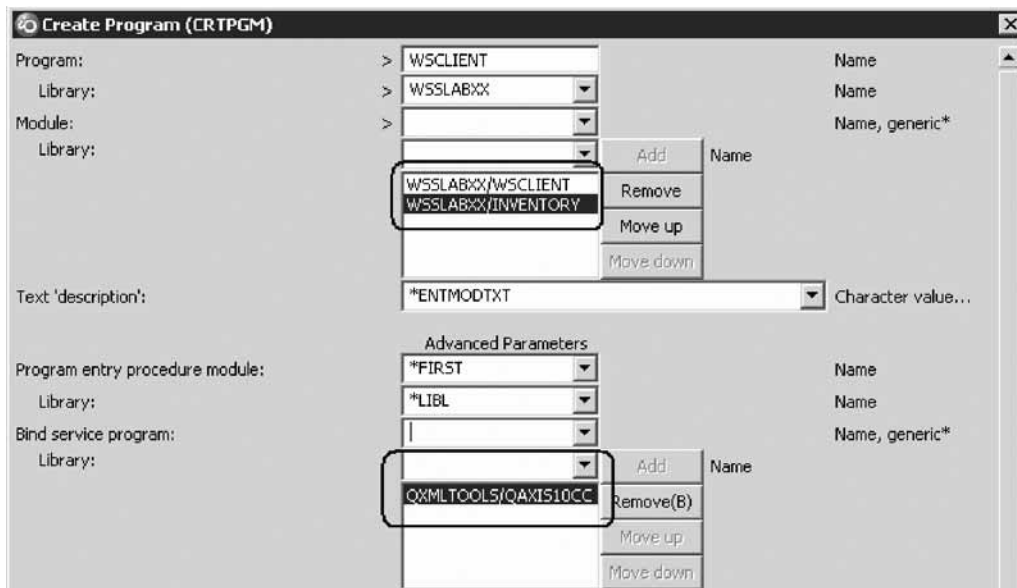 Create Program (CRTPGM)
Program: > WSCLIENT Name
Library: > WSSLABXX Name
Module: > Name, generic*
Library: Add Name
WSSLABXX/WSCLIENT Remove
WSSLABXX/INVENTORY
Move up
Move down
Text 'description': *ENTMODTXT Character value...
Advanced Parameters
Program entry procedure module: *FIRST Name
Library: *LIBL Name
Bind service program: Name, generic*
Library: Add Name
QXMLTOOLS/QAXIS10CC Remove(B)
Move up
Move down